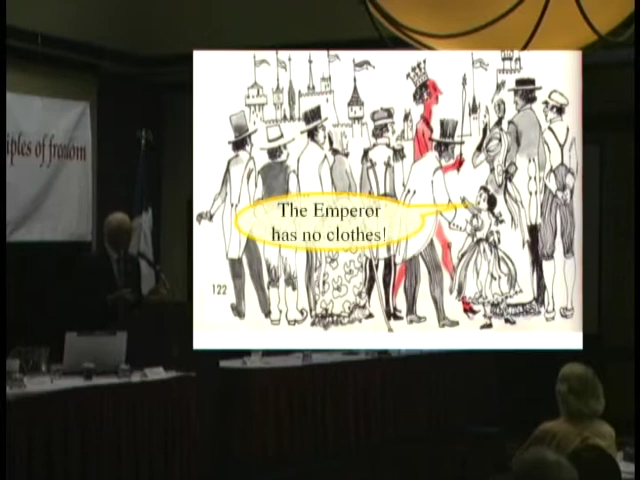 iples of freedom
The Emperor
has no clothes!
122